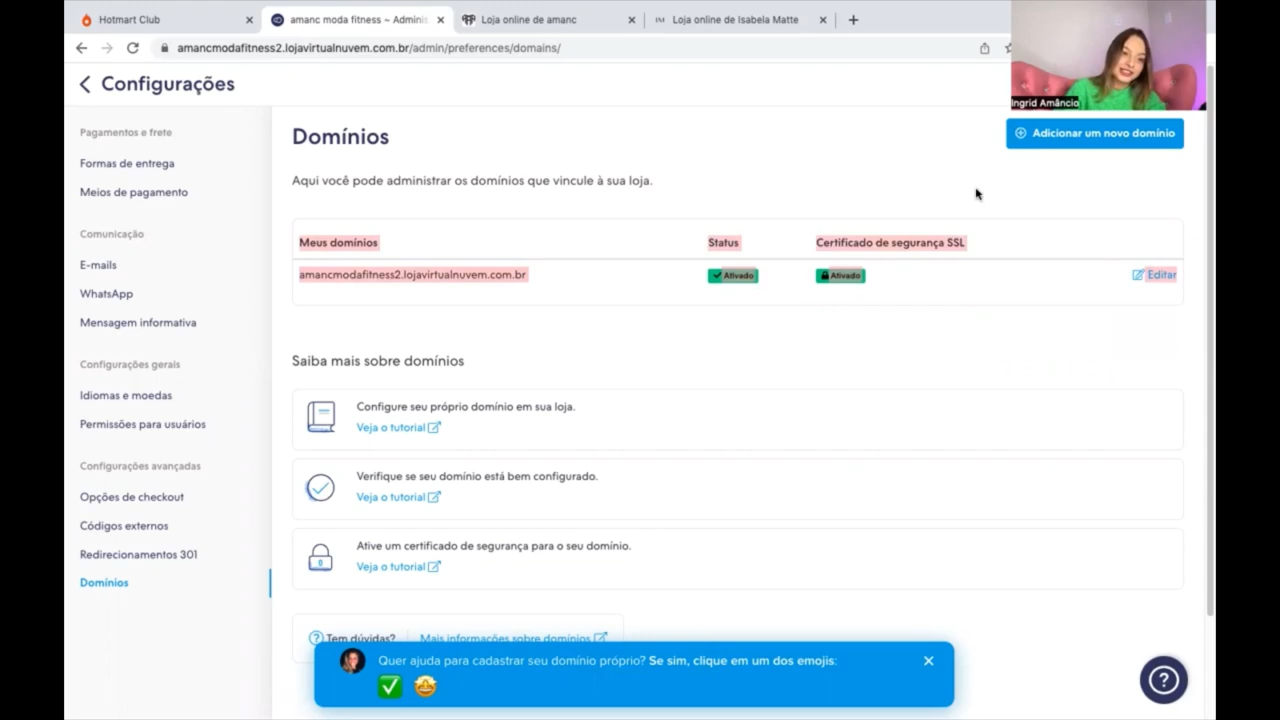 Hotmart Club
amanc moda fitness ~ Adminis
Loja online de amanc
IM Loja online de Isabela Matte
amancmodafitness2.lojavirtualnuvem.com.br/admin/preferences/domains/
Ingrid Amâncio
Configurações
Pagamentos e frete
Formas de entrega
Meios de pagamento
Comunicação
E-mails
WhatsApp
Mensagem informativa
Configurações gerais
Idiomas e moedas
Permissões para usuários
Configurações avançadas
Opções de checkout
Códigos externos
Redirecionamentos 301
Domínios
Domínios
Adicionar um novo domínio
Aqui você pode administrar os domínios que vincule à sua loja.
Meus domínios Status Certificado de segurança SSL
amancmodafitness2.lojavirtualnuvem.com.br Ativado Ativado Editar
Saiba mais sobre domínios
Configure seu próprio domínio em sua loja.
Veja o tutorial
Verifique se seu domínio está bem configurado.
Veja o tutorial
Ative um certificado de segurança para o seu domínio.
Veja o tutorial
Tem dúvidas? Mais informações sobre domínios
Quer ajuda para cadastrar seu domínio próprio? Se sim, clique em um dos emojis: